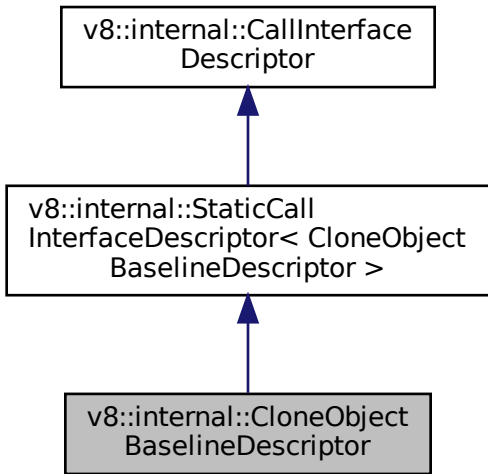 v8::internal::CallInterface
Descriptor
v8::internal::StaticCall
InterfaceDescriptor< CloneObject
BaselineDescriptor >
v8::internal::CloneObject
BaselineDescriptor